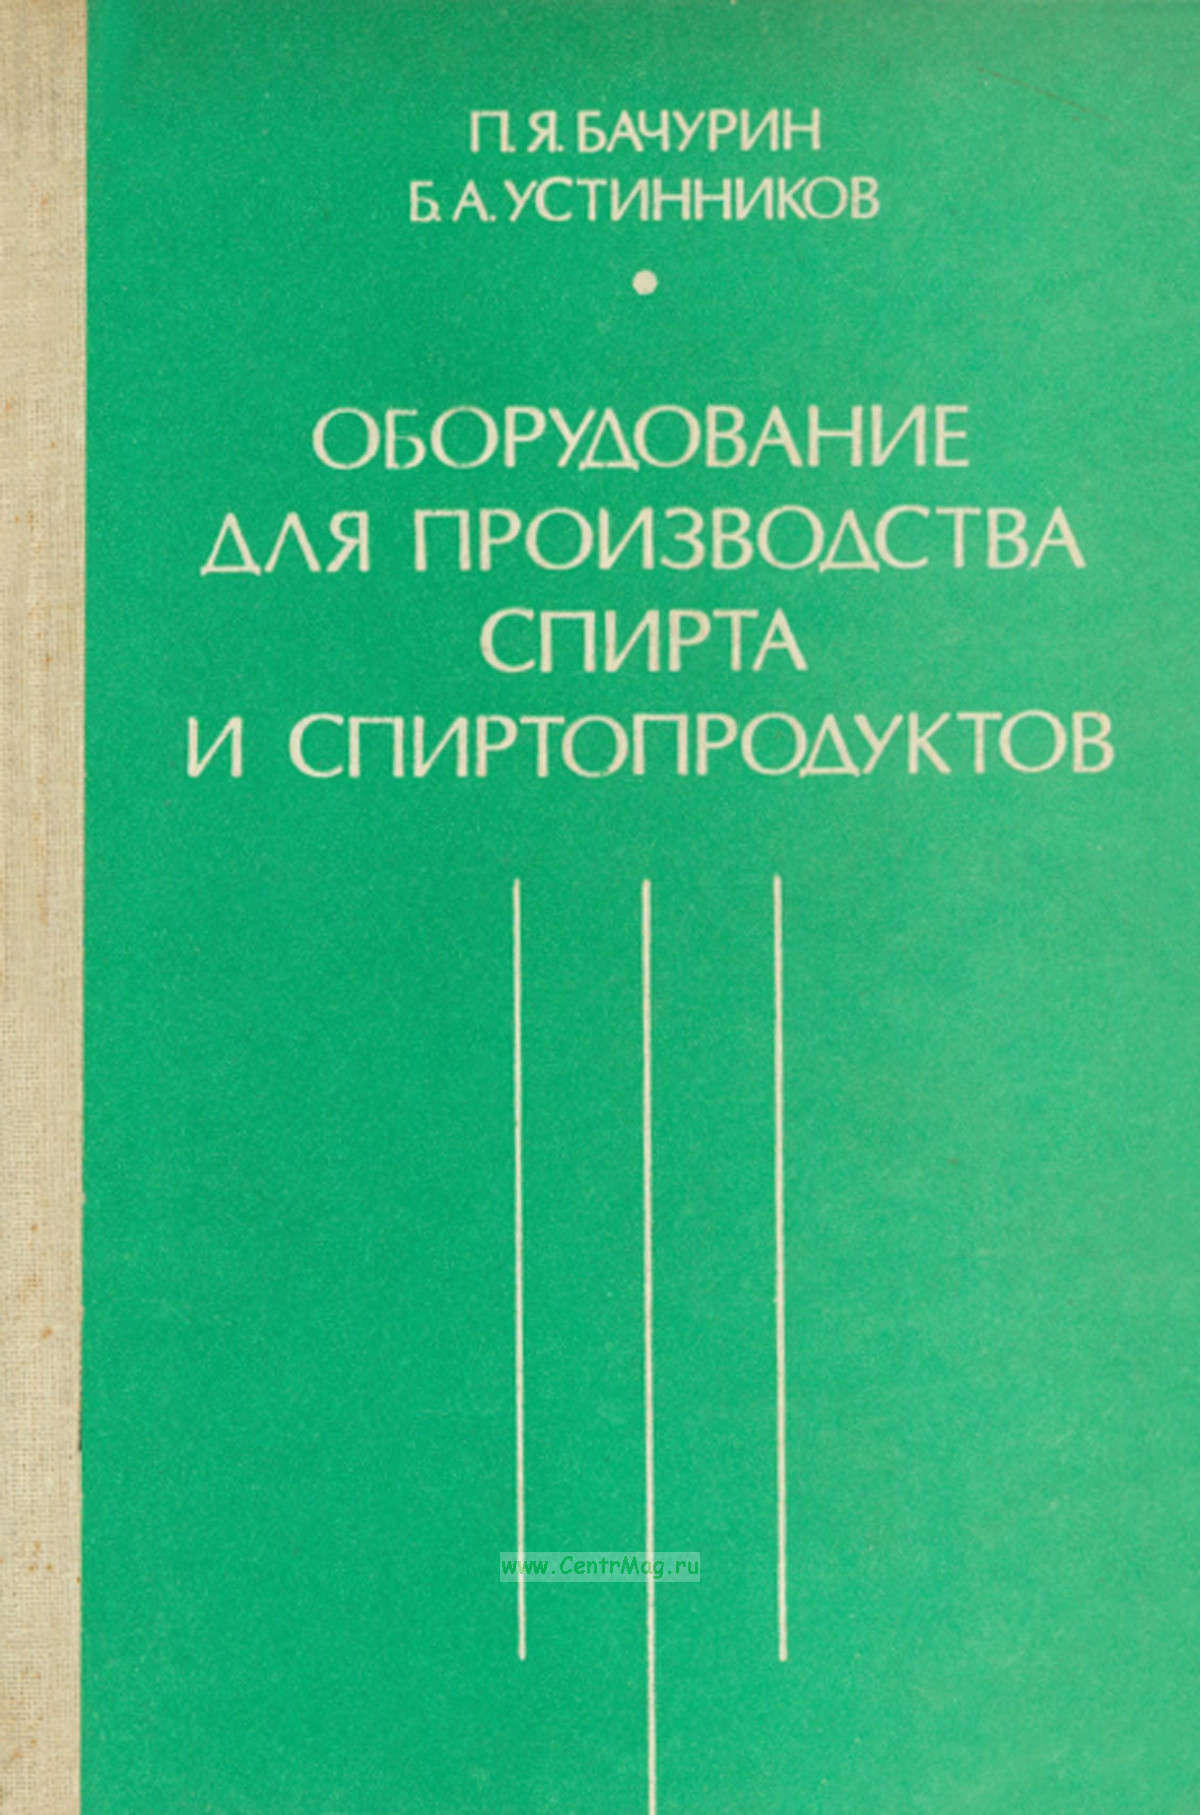 П. Я. БАЧУРИН
Б. А. УСТИННИКОВ
ОБОРУДОВАНИЕ
ДЛЯ ПРОИЗВОДСТВА
СПИРТА
И СПИРТОПРОДУКТОВ
www.CentrMag.ru